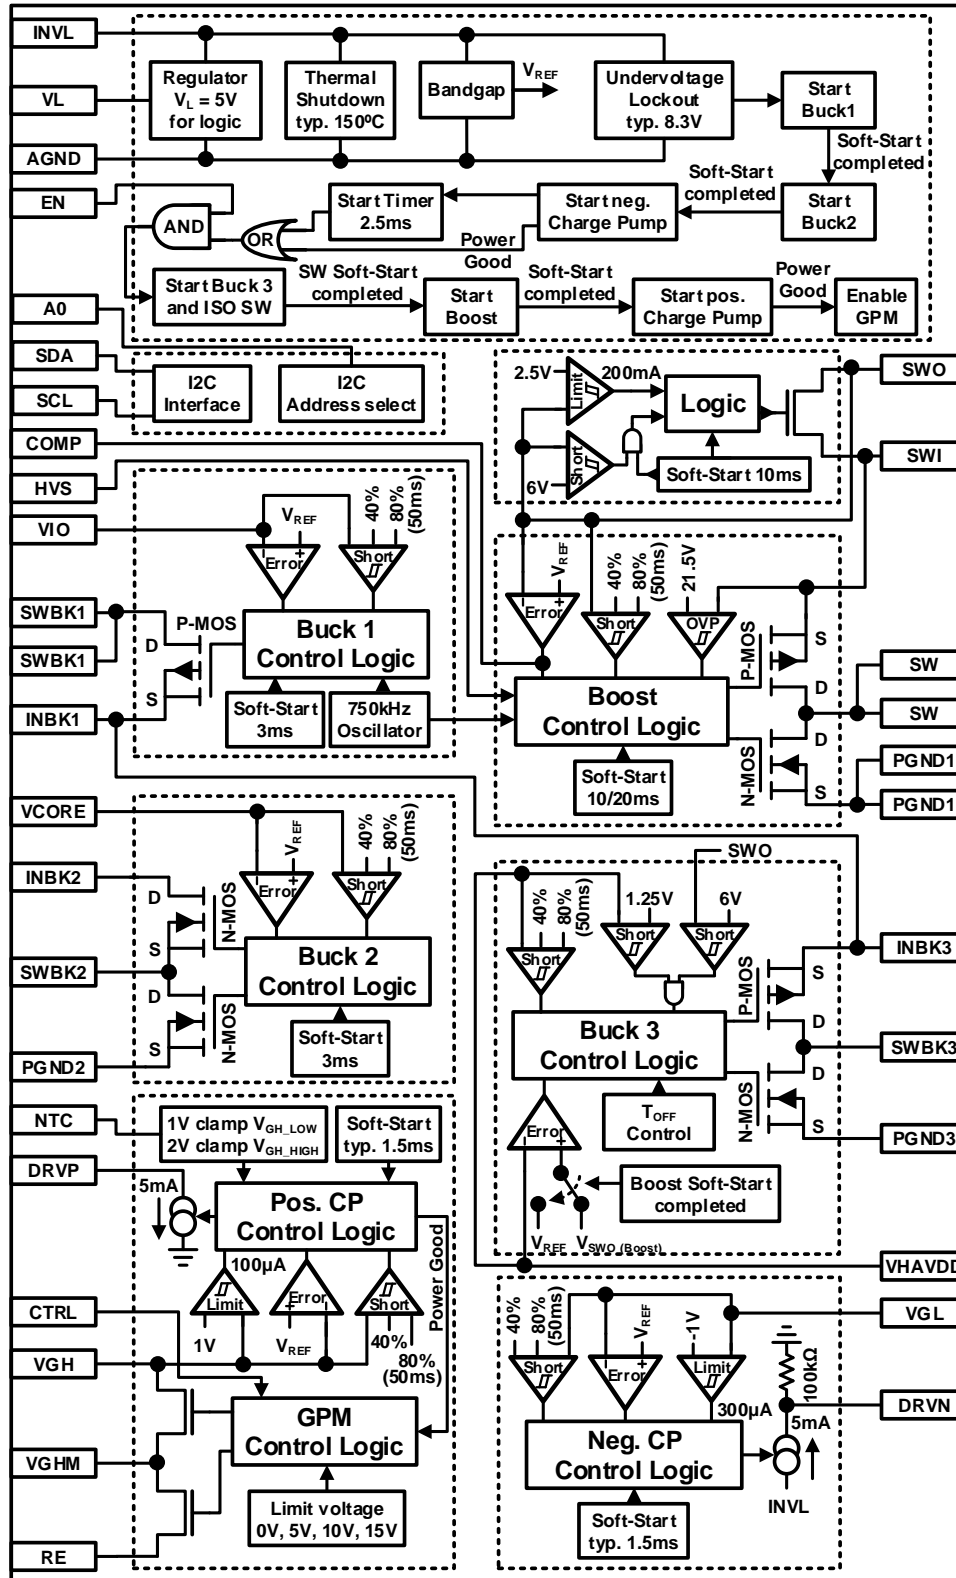 INVL
VL
AGND
EN
A0
SDA
SCL
COMP
HVS
VIO
SWBK1
SWBK1
INBK1
VCORE
INBK2
SWBK2
PGND2
NTC
DRVP
CTRL
VGH
VGHM
RE
SWO
SWI
SW
SW
PGND1
PGND1
INBK3
SWBK3
PGND3
VHAVDD
VGL
DRVN
Regulator
VL = 5V
for logic
Thermal
Shutdown
typ. 150ºC
Bandgap
VREF
Undervoltage
Lockout
typ. 8.3V
Start
Buck1
Soft-Start
completed
Start
Buck2
Soft-Start
completed
Start neg.
Charge Pump
Start Timer
2.5ms
Power
Good
OR
AND
Start Buck 3
and ISO SW
SW Soft-Start
completed
Start
Boost
Soft-Start
completed
Start pos.
Charge Pump
Power
Good
Enable
GPM
I2C
Interface
I2C
Address select
2.5V
Limit
200mA
Logic
Short
6V
Soft-Start 10ms
VREF
40%
80%
(50ms)
Error
Short
P-MOS
D
S
Buck 1
Control Logic
Soft-Start
3ms
750kHz
Oscillator
VREF
40%
80%
(50ms)
21.5V
Error
Short
OVP
P-MOS
S
D
Boost
Control Logic
N-MOS
D
S
Soft-Start
10/20ms
VREF
40%
80%
(50ms)
Error
Short
D
S
N-MOS
Buck 2
Control Logic
D
S
N-MOS
Soft-Start
3ms
SWO
40%
80%
(50ms)
1.25V
6V
Short
Short
Short
P-MOS
S
D
Buck 3
Control Logic
N-MOS
D
S
TOFF
Control
Error
Boost Soft-Start
completed
VREF
VSWO (Boost)
1V clamp VGH_LOW
2V clamp VGH_HIGH
Soft-Start
typ. 1.5ms
5mA
Pos. CP
Control Logic
100µA
Limit
Error
Short
1V
VREF
40%
80%
(50ms)
Power Good
GPM
Control Logic
Limit voltage
0V, 5V, 10V, 15V
40%
80%
(50ms)
VREF
-1V
Short
Error
Limit
300µA
100kΩ
5mA
Neg. CP
Control Logic
INVL
Soft-Start
typ. 1.5ms